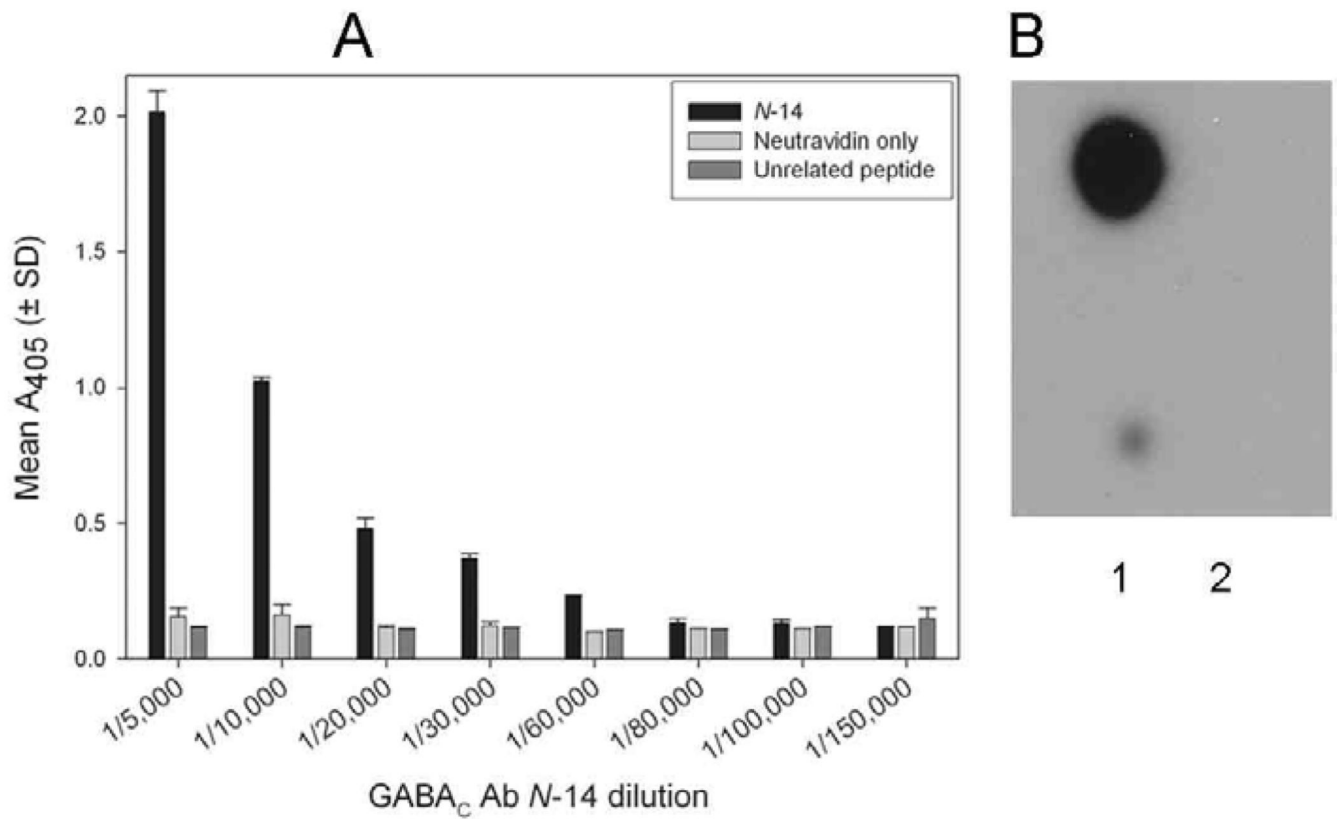 A
B
2.0
1.5
1.0
0.5
0.0
Mean A405 (± SD)
N-14
Neutravidin only
Unrelated peptide
1/5,000
1/10,000
1/20,000
1/30,000
1/60,000
1/80,000
1/100,000
1/150,000
GABAC Ab N-14 dilution
1 2